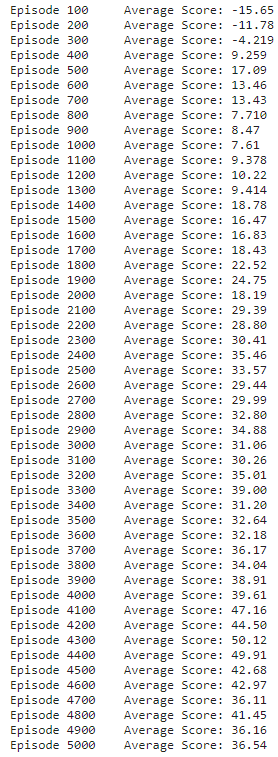 Episode 100 Average Score: -15.65
Episode 200 Average Score: -11.78
Episode 300 Average Score: -4.219
Episode 400 Average Score: 9.259
Episode 500 Average Score: 17.09
Episode 600 Average Score: 13.46
Episode 700 Average Score: 13.43
Episode 800 Average Score: 7.710
Episode 900 Average Score: 8.47
Episode 1000 Average Score: 7.61
Episode 1100 Average Score: 9.378
Episode 1200 Average Score: 10.22
Episode 1300 Average Score: 9.414
Episode 1400 Average Score: 18.78
Episode 1500 Average Score: 16.47
Episode 1600 Average Score: 16.83
Episode 1700 Average Score: 18.43
Episode 1800 Average Score: 22.52
Episode 1900 Average Score: 24.75
Episode 2000 Average Score: 18.19
Episode 2100 Average Score: 29.39
Episode 2200 Average Score: 28.80
Episode 2300 Average Score: 30.41
Episode 2400 Average Score: 35.46
Episode 2500 Average Score: 33.57
Episode 2600 Average Score: 29.44
Episode 2700 Average Score: 29.99
Episode 2800 Average Score: 32.80
Episode 2900 Average Score: 34.88
Episode 3000 Average Score: 31.06
Episode 3100 Average Score: 30.26
Episode 3200 Average Score: 35.01
Episode 3300 Average Score: 39.00
Episode 3400 Average Score: 31.20
Episode 3500 Average Score: 32.64
Episode 3600 Average Score: 32.18
Episode 3700 Average Score: 36.17
Episode 3800 Average Score: 34.04
Episode 3900 Average Score: 38.91
Episode 4000 Average Score: 39.61
Episode 4100 Average Score: 47.16
Episode 4200 Average Score: 44.50
Episode 4300 Average Score: 50.12
Episode 4400 Average Score: 49.91
Episode 4500 Average Score: 42.68
Episode 4600 Average Score: 42.97
Episode 4700 Average Score: 36.11
Episode 4800 Average Score: 41.45
Episode 4900 Average Score: 36.16
Episode 5000 Average Score: 36.54